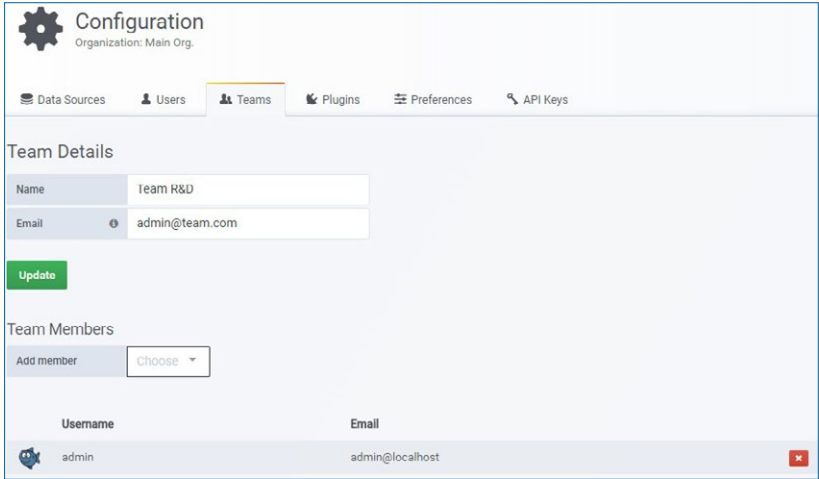 Configuration
Organization: Main Org.
Data Sources Users Teams Plugins Preferences API Keys
Team Details
Name Team R&D
Email admin@team.com
Update
Team Members
Add member Choose
Username Email
admin admin@localhost